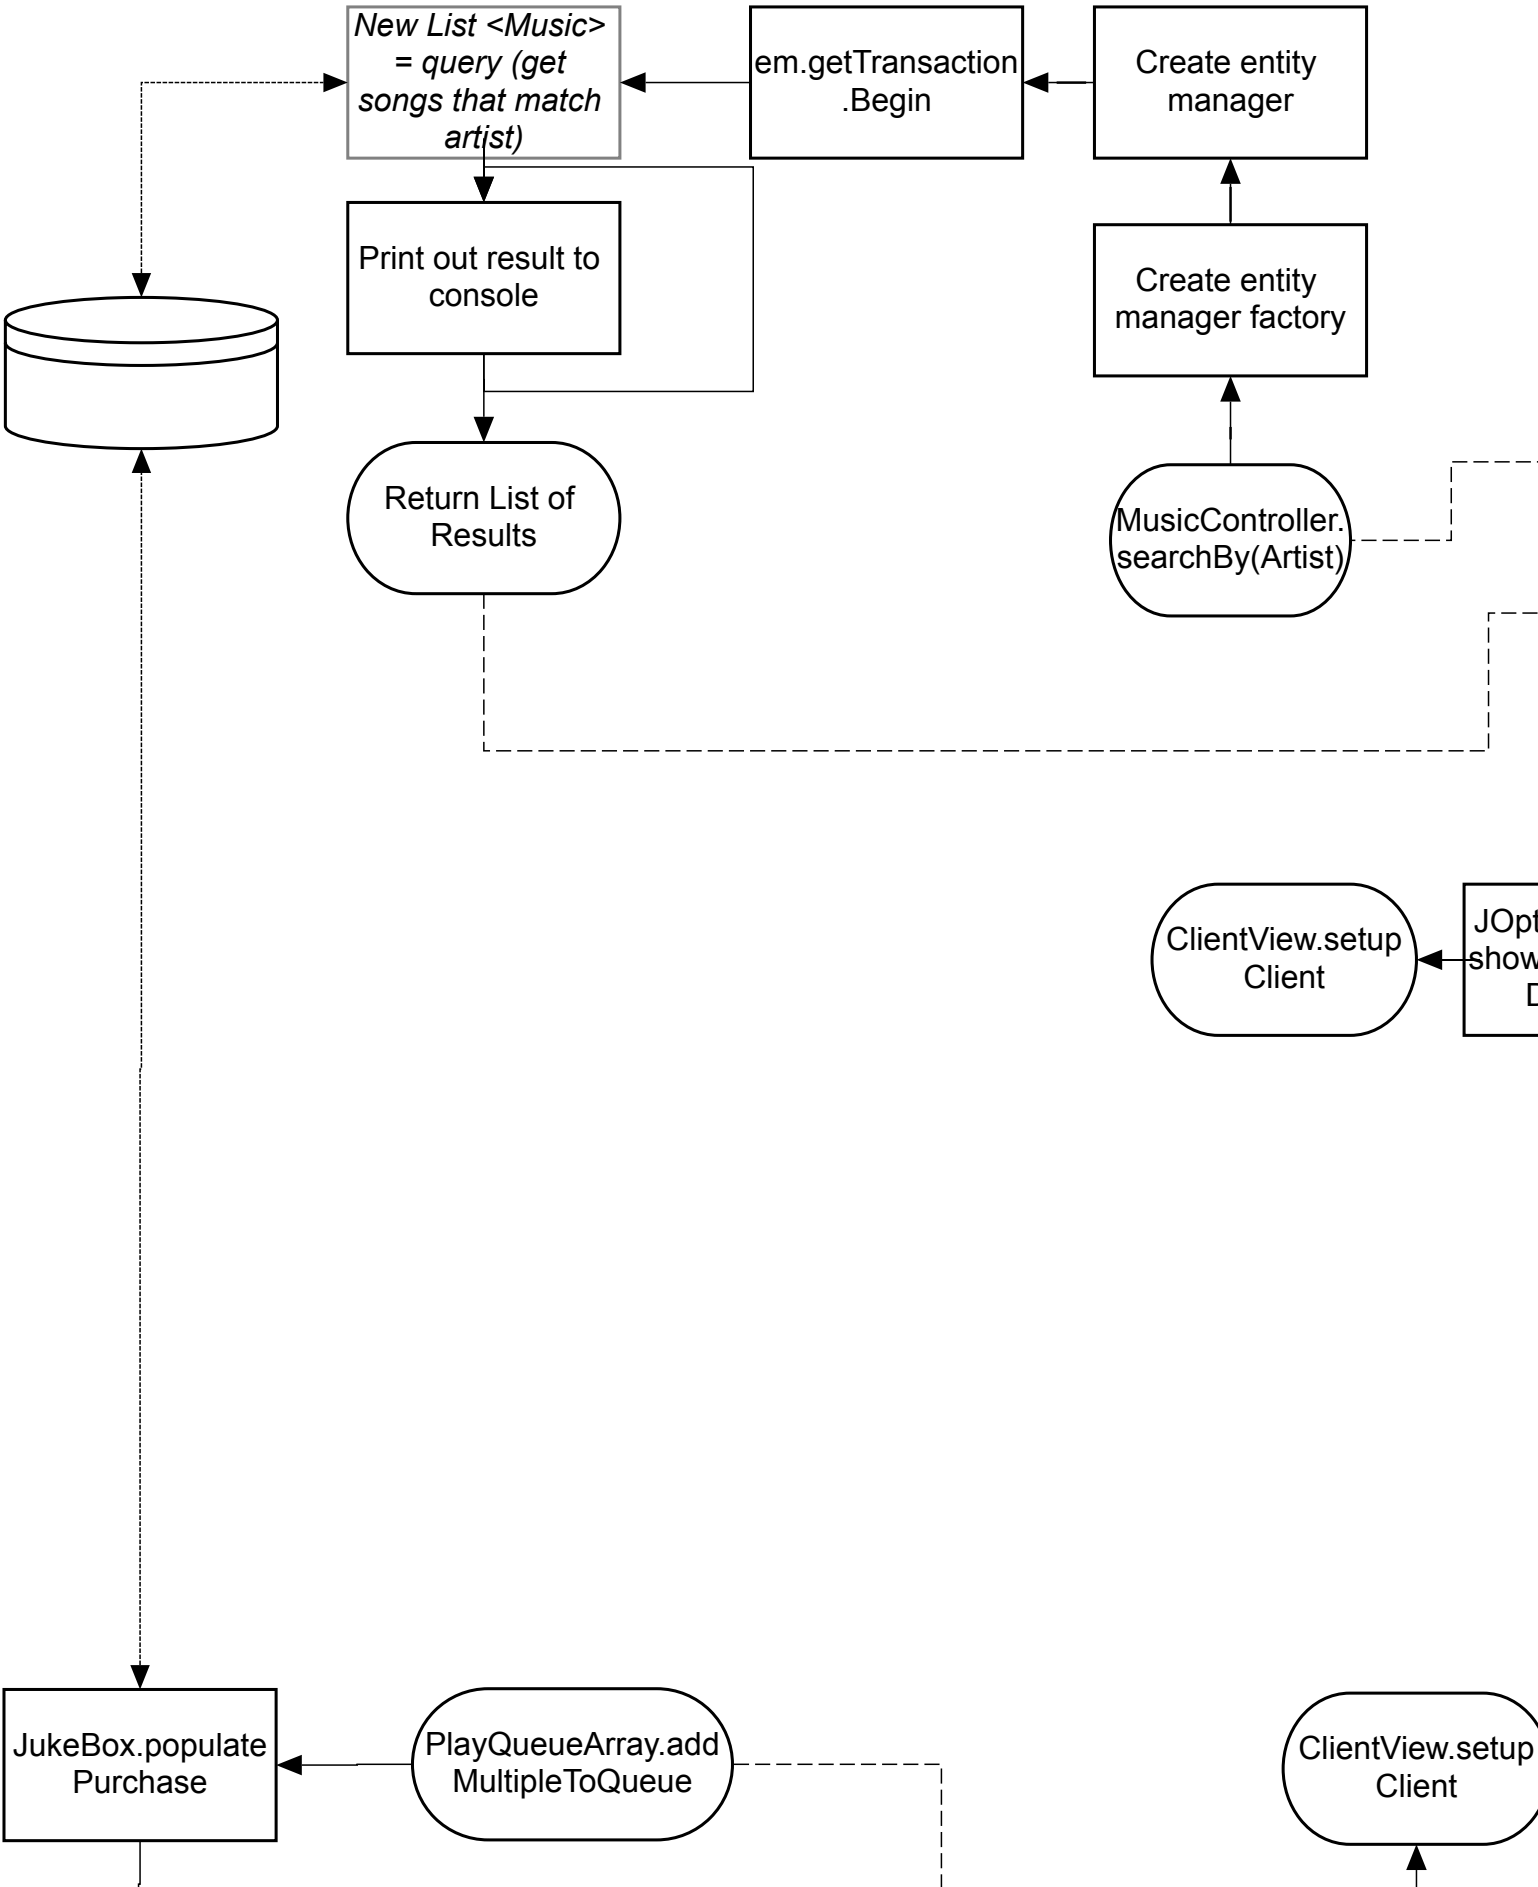 New List <Music>
= query (get
songs that match
artist)
em.getTransaction
.Begin
Create entity
manager
Print out result to
console
Create entity
manager factory
Return List of
Results
MusicController.
searchBy(Artist)
ClientView.setup
Client
JOpt
show
D
JukeBox.populate
Purchase
PlayQueueArray.add
MultipleToQueue
ClientView.setup
Client